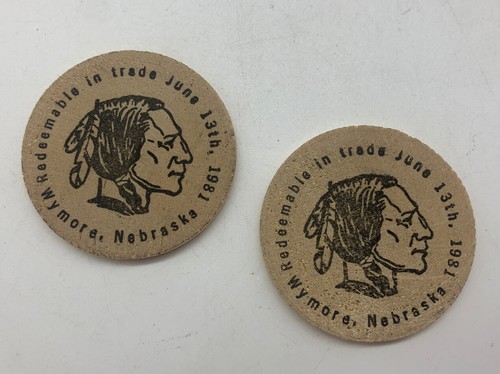 Redeemable in trade June 13th, 1981
Wymore, Nebraska
Redeemable in trade June 13th, 1981
Wymore, Nebraska